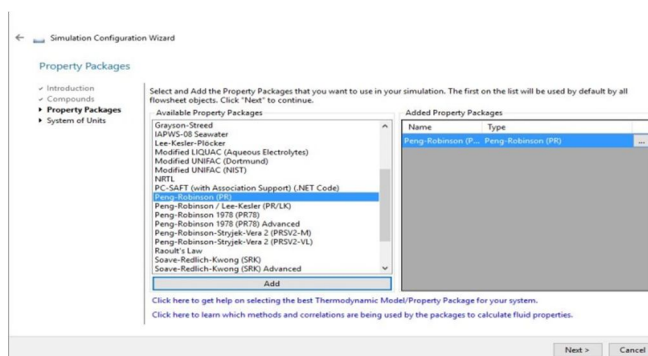 Simulation Configuration Wizard
Property Packages
Introduction
Compounds
Property Packages
System of Units
Select and Add the Property Packages that you want to use in your simulation. The first on the list will be used by default by all
flowsheet objects. Click "Next" to continue.
Available Property Packages
Grayson-Streed
IAPWS-08 Seawater
Lee-Kesler-Plöcker
Modified LIQUAC (Aqueous Electrolytes)
Modified UNIFAC (Dortmund)
Modified UNIFAC (NIST)
NRTL
PC-SAFT (with Association Support) (.NET Code)
Peng-Robinson (PR)
Peng-Robinson / Lee-Kesler (PR/LK)
Peng-Robinson 1978 (PR78)
Peng-Robinson 1978 (PR78) Advanced
Peng-Robinson-Stryjek-Vera 2 (PRSV2-M)
Peng-Robinson-Stryjek-Vera 2 (PRSV2-VL)
Raoult's Law
Soave-Redlich-Kwong (SRK)
Soave-Redlich-Kwong (SRK) Advanced
Add
Added Property Packages
Name Type
Peng-Robinson (P... Peng-Robinson (PR) ...
Click here to get help on selecting the best Thermodynamic Model/Property Package for your system.
Click here to learn which methods and correlations are being used by the packages to calculate fluid properties.
Next > Cancel